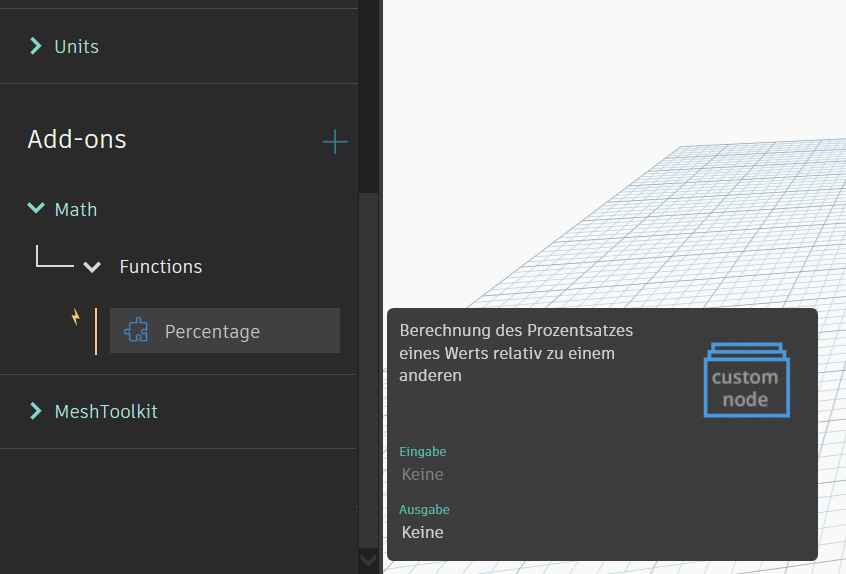 Units
Add-ons
Math
Functions
Percentage
MeshToolkit
Berechnung des Prozentsatzes
eines Werts relativ zu einem
anderen
custom
node
Eingabe
Keine
Ausgabe
Keine